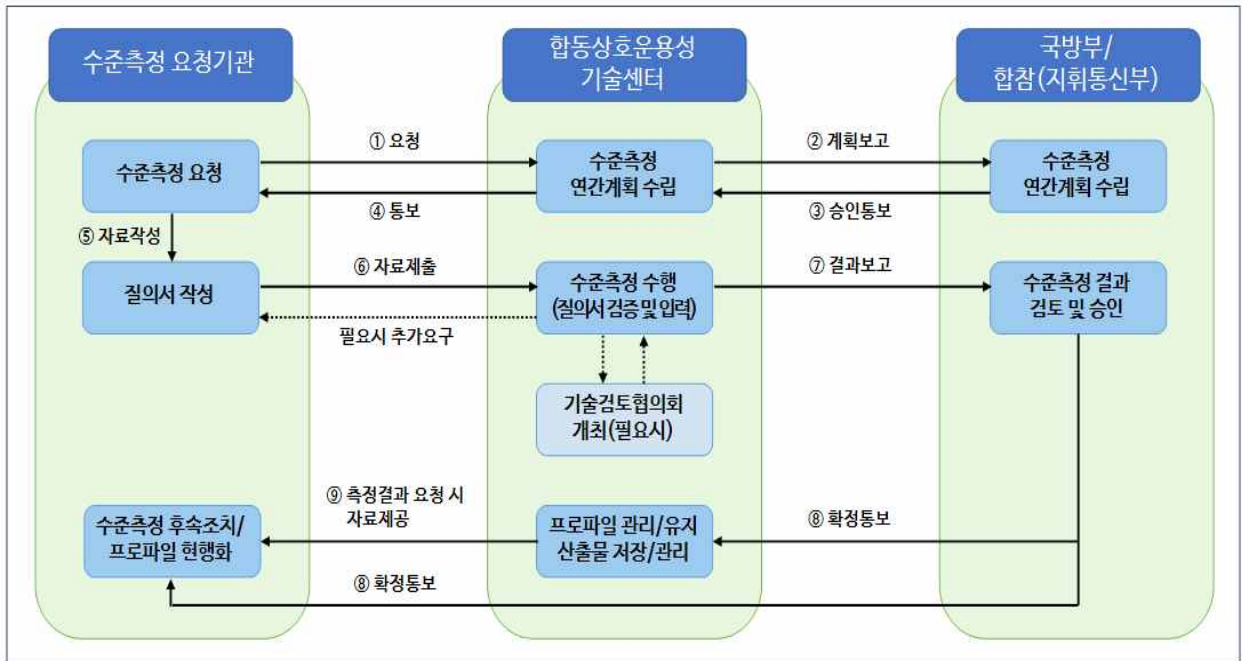 수준측정 요청기관
합동상호운용성
기술센터
국방부/
합참(지휘통신부)
① 요청
② 계획보고
수준측정 요청
수준측정
연간계획 수립
수준측정
연간계획 수립
④ 통보
③ 승인통보
⑤ 자료작성
⑥ 자료제출
⑦ 결과보고
질의서 작성
수준측정 수행
(질의서 검증 및 입력)
수준측정 결과
검토 및 승인
필요시 추가요구
기술검토협의회
개최(필요시)
⑨ 측정결과 요청 시
자료제공
⑧ 확정통보
수준측정 후속조치/
프로파일 현행화
프로파일 관리/유지
산출물 저장/관리
⑧ 확정통보